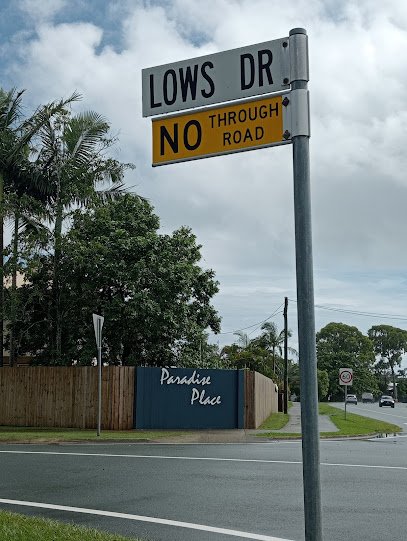 LOWS DR
NO THROUGH
ROAD
Paradise
Place